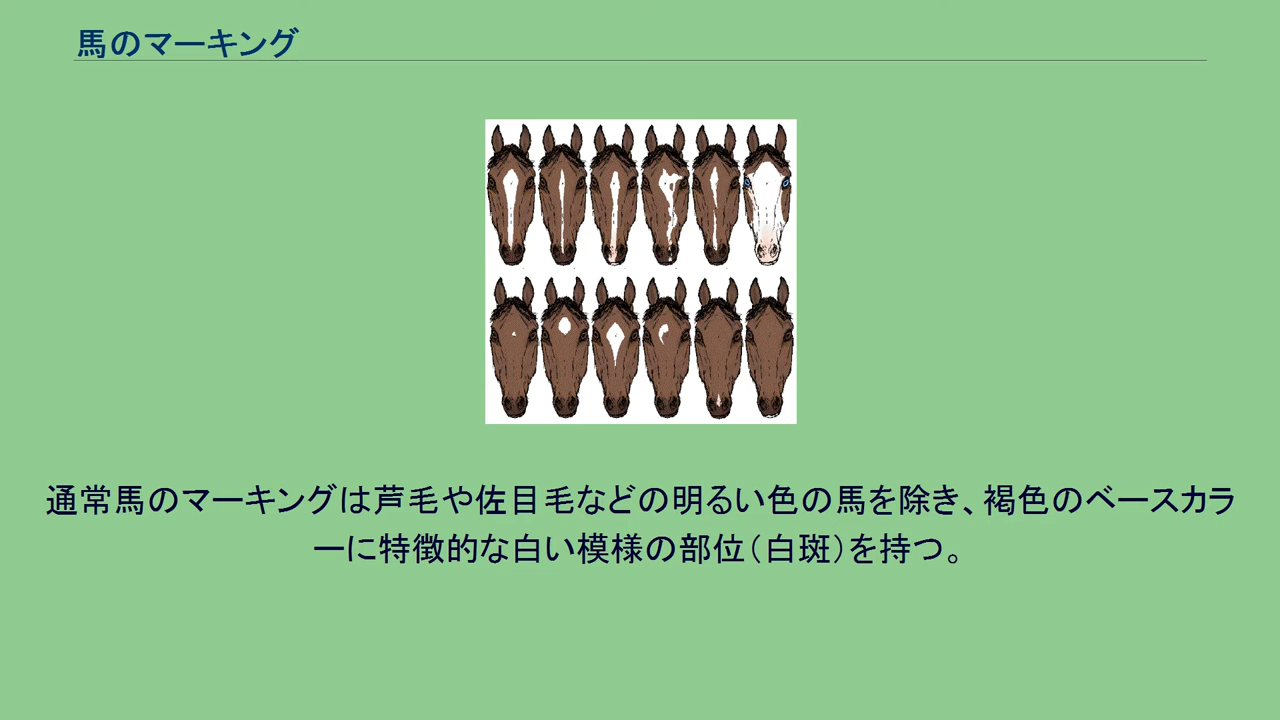 馬のマーキング
通常馬のマーキングは芦毛や佐目毛などの明るい色の馬を除き、褐色のベースカラ
ーに特徴的な白い模様の部位（白斑）を持つ。